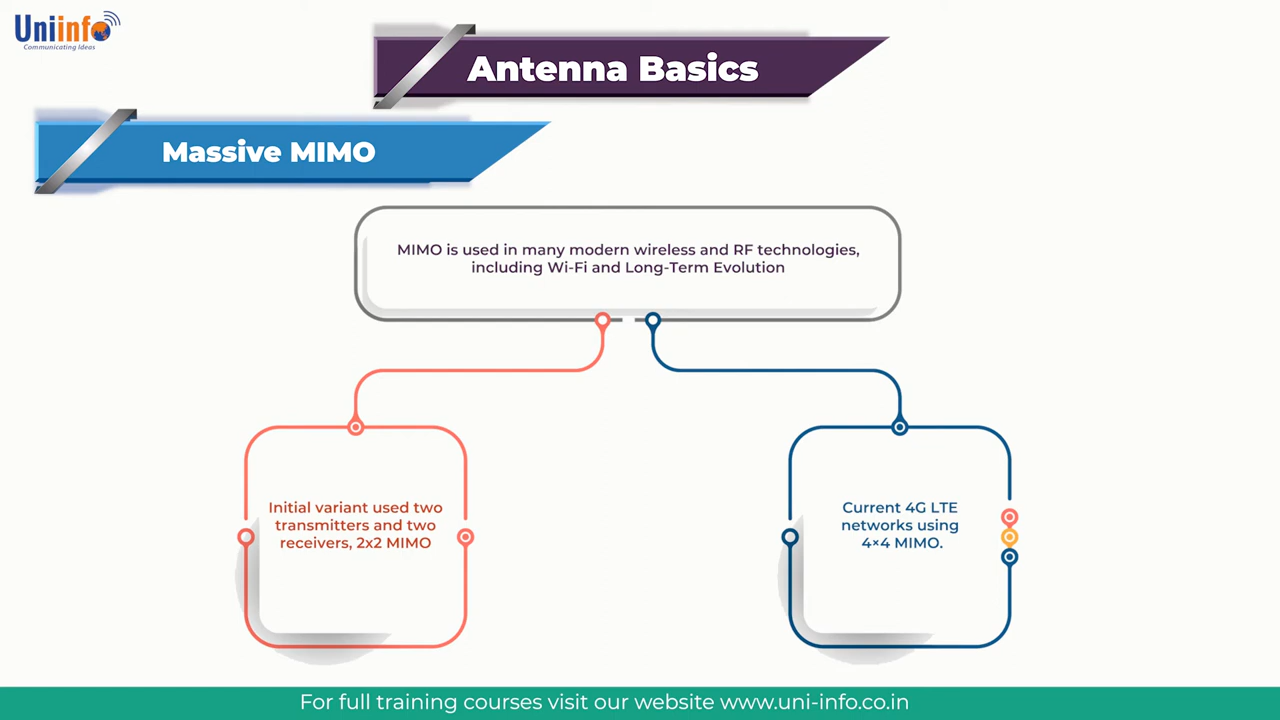 Uniinfo
Communicating Ideas
Antenna Basics
Massive MIMO
MIMO is used in many modern wireless and RF technologies,
including Wi-Fi and Long-Term Evolution
Initial variant used two
transmitters and two
receivers, 2x2 MIMO
Current 4G LTE
networks using
4×4 MIMO.
For full training courses visit our website www.uni-info.co.in